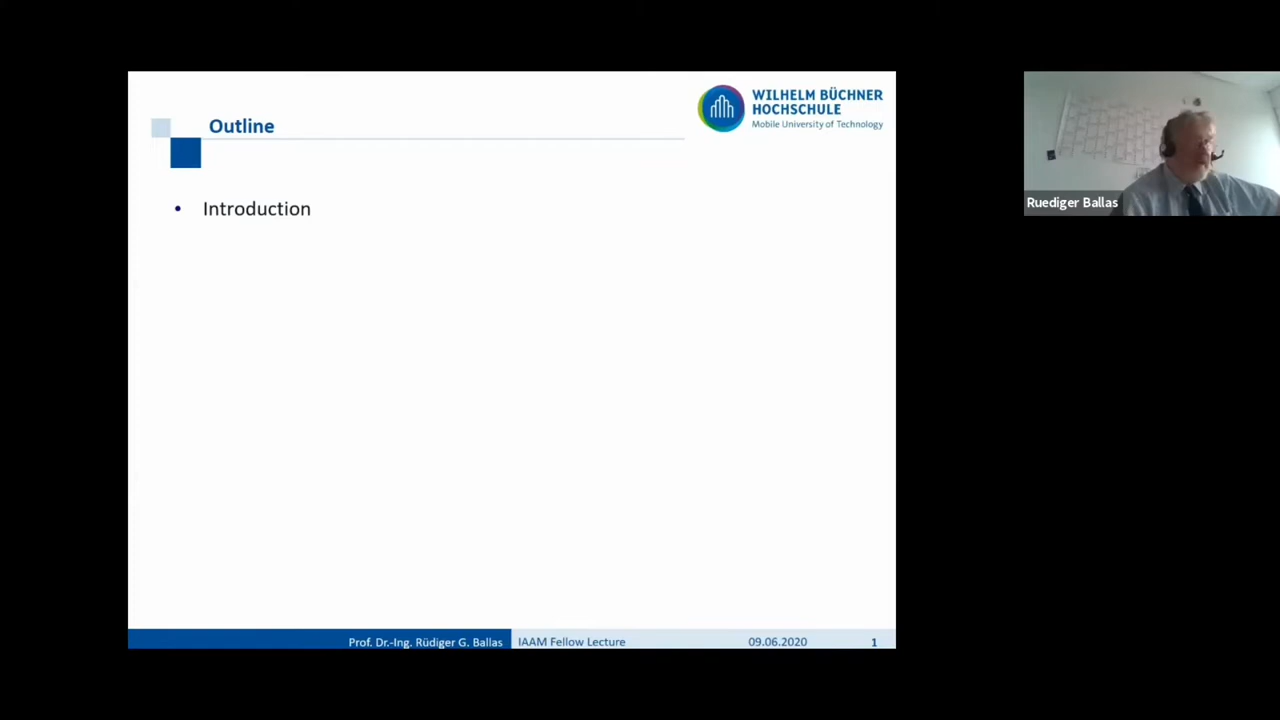 Outline
WILHELM BÜCHNER
HOCHSCHULE
Mobile University of Technology
• Introduction
Ruediger Ballas
Prof. Dr.-Ing. Rüdiger G. Ballas IAAM Fellow Lecture 09.06.2020 1